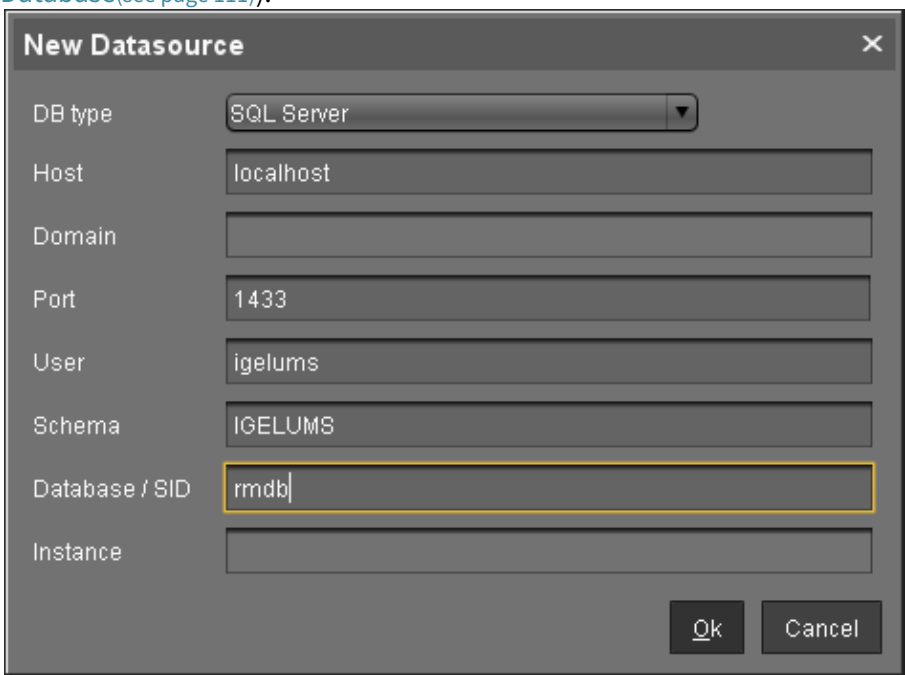 Database(see page 111)).
New Datasource ×
DB type SQL Server
Host localhost
Domain
Port 1433
User igelums
Schema IGELUMS
Database / SID rmdb
Instance
Ok Cancel